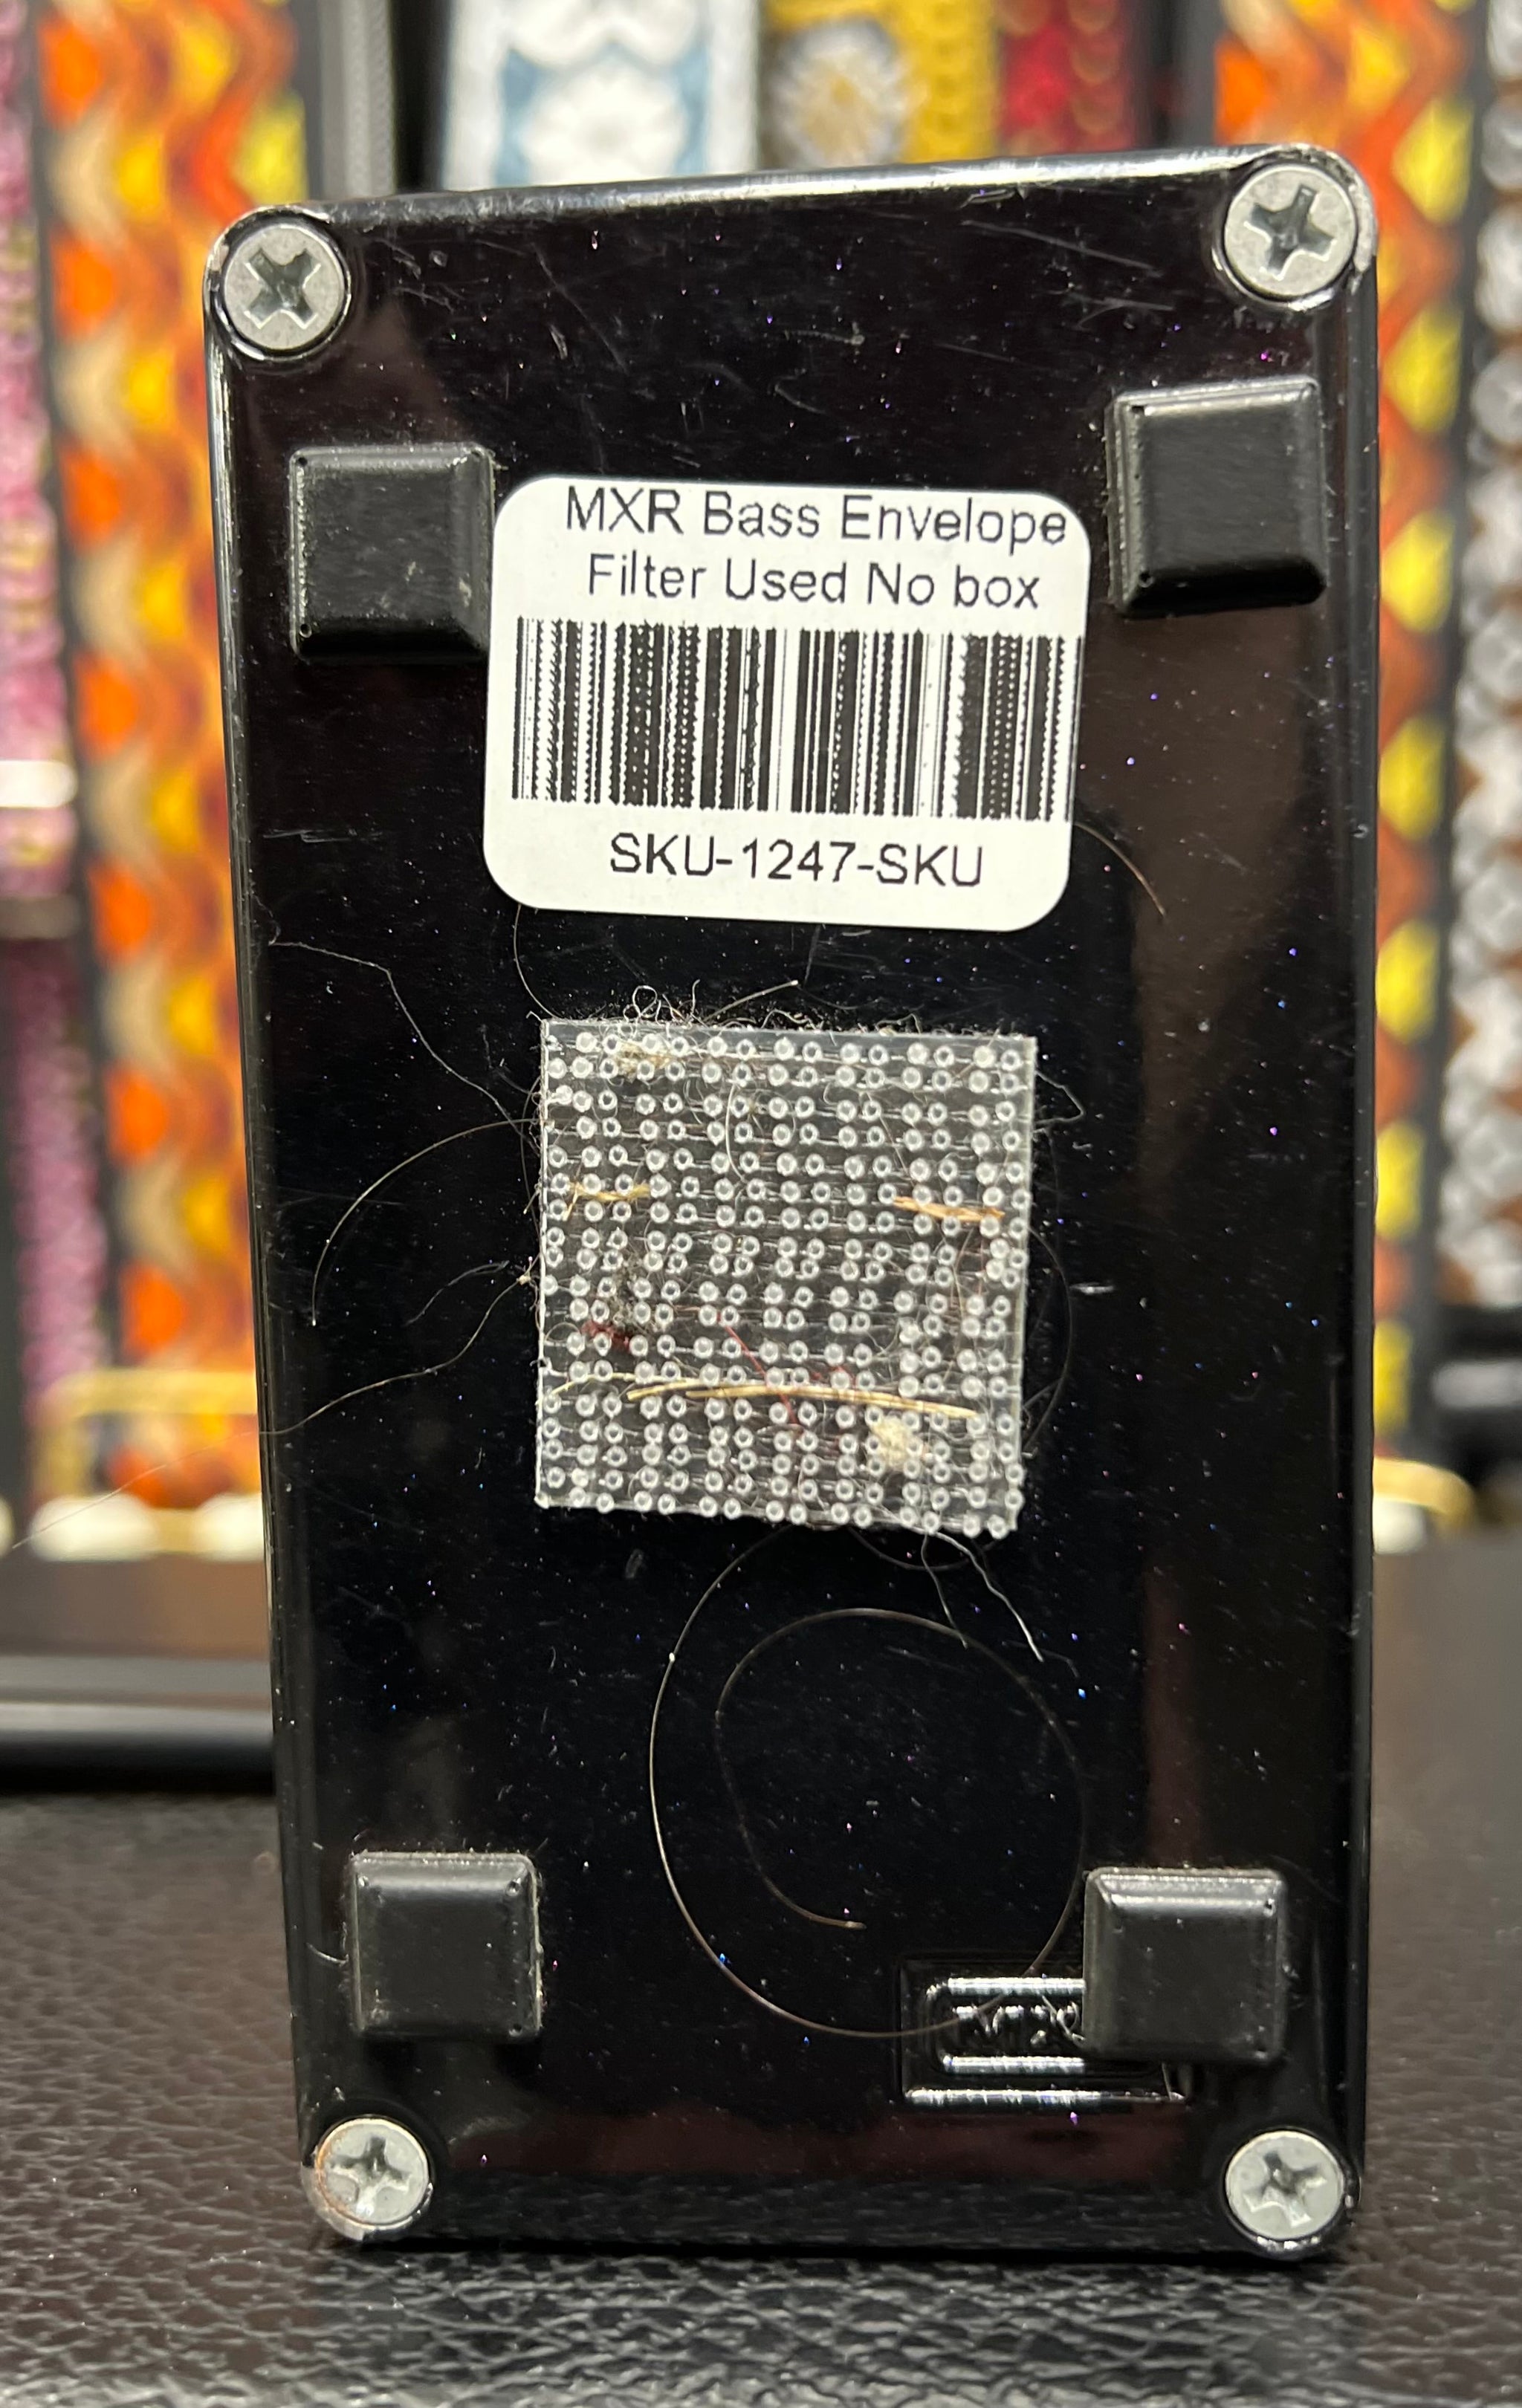 MXR Bass Envelope
Filter Used No box
SKU-1247-SKU